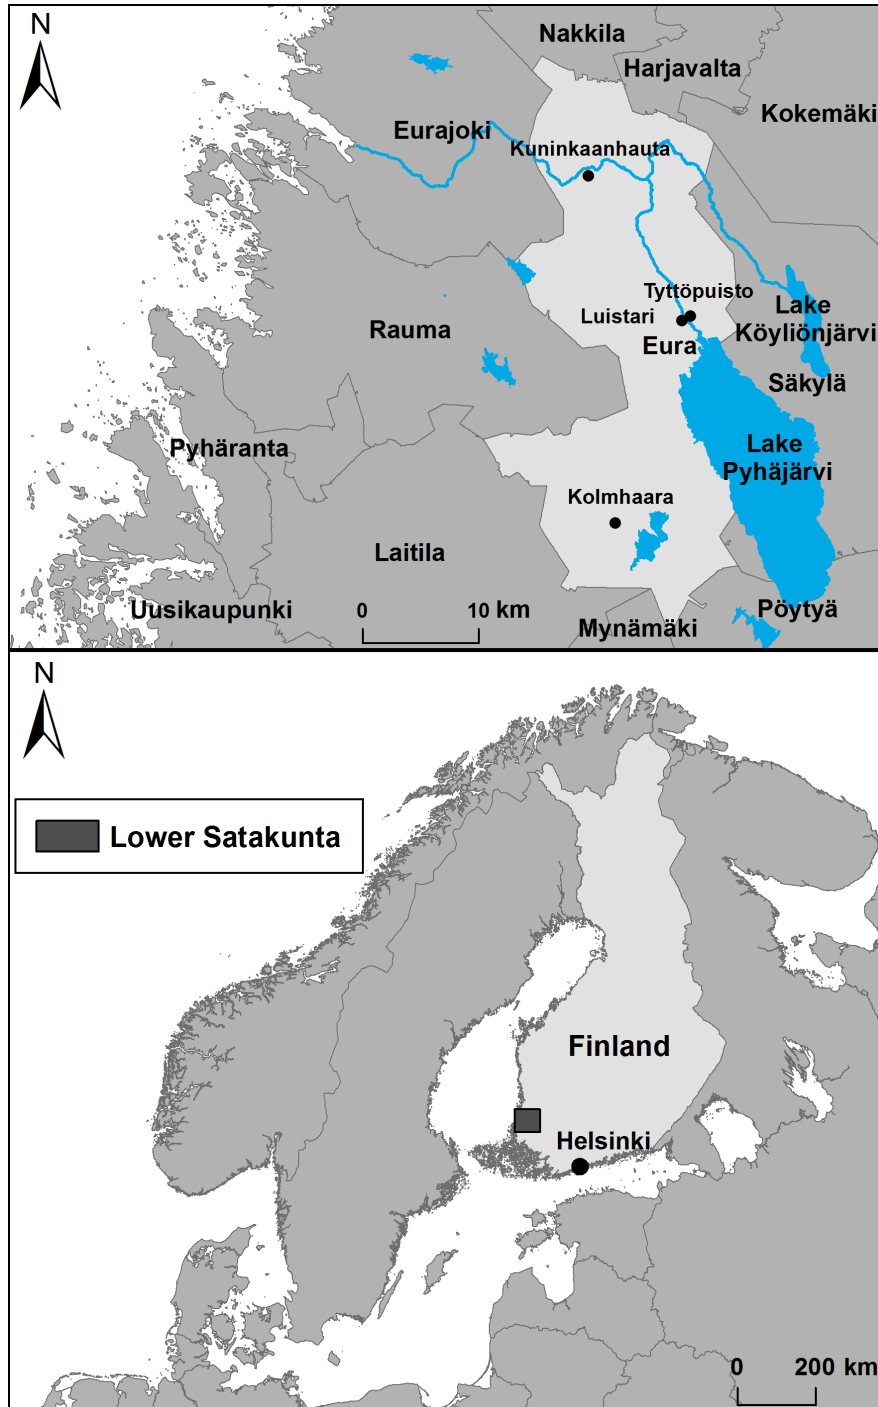 N
Nakkila
Harjavalta
Kokemäki
Eurajoki
Kuninkaanhauta
Tyttöpuisto
Luistari
Lake
Köyliönjärvi
Rauma
Eura
Säkylä
Pyhäranta
Lake
Pyhäjärvi
Kolmhaara
Laitila
Uusikaupunki
0 10 km
Pöytyä
Mynämäki
N
Lower Satakunta
Finland
Helsinki
0 200 km